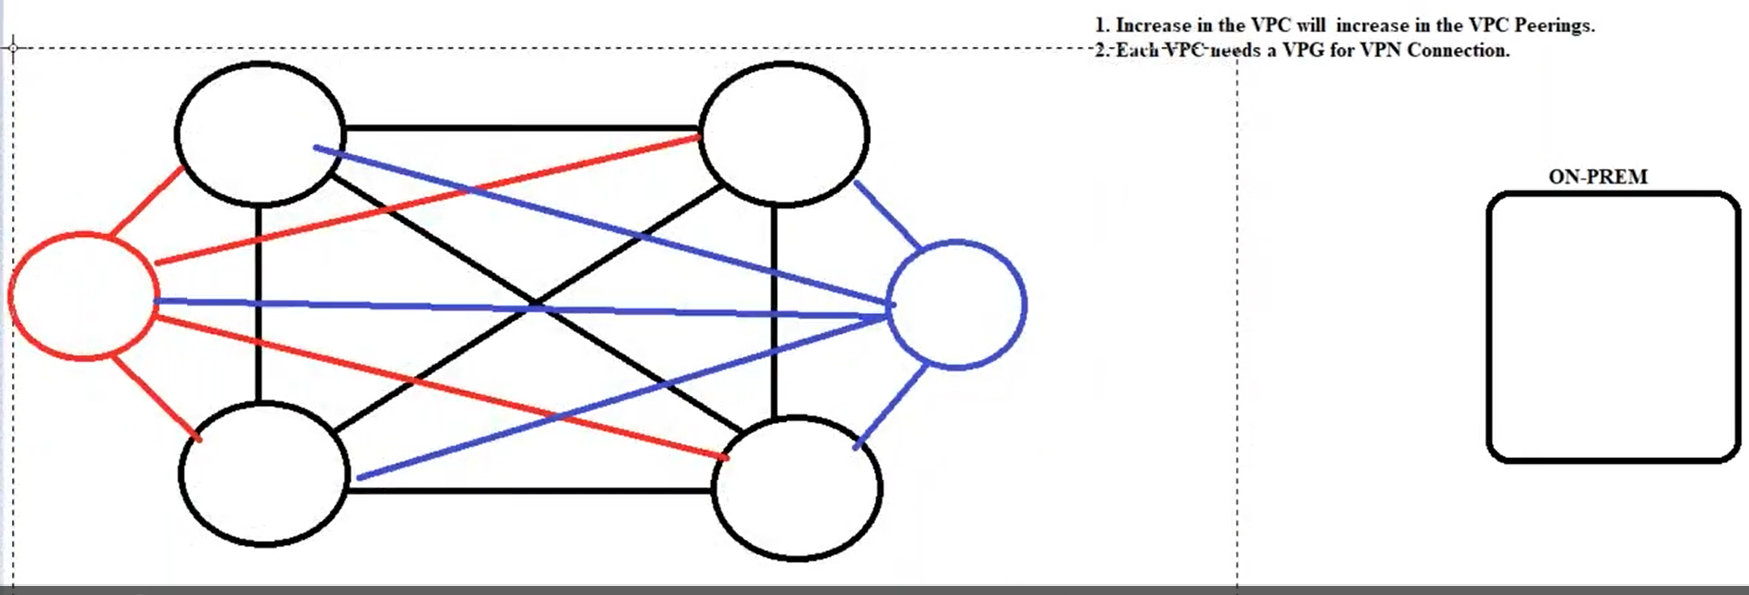 1. Increase in the VPC will increase in the VPC Peerings.
2. Each VPC needs a VPG for VPN Connection.
ON-PREM